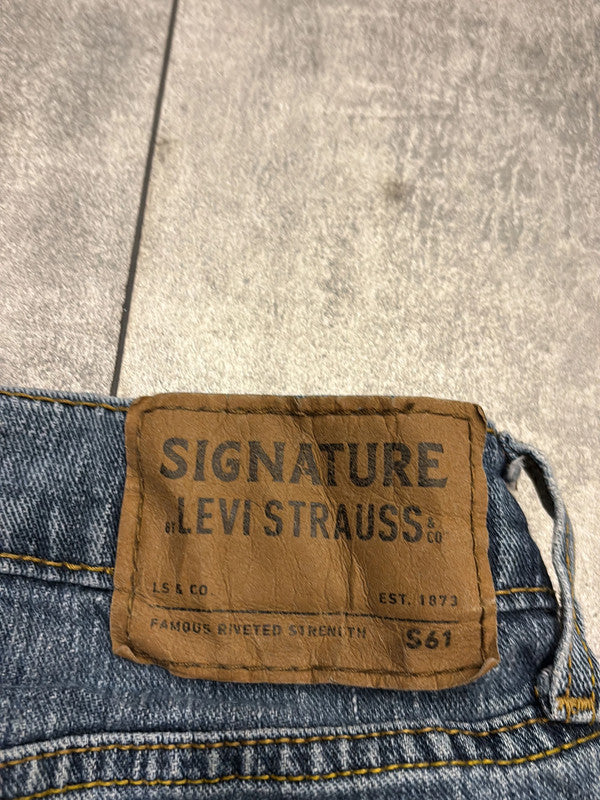 SIGNATURE
BY LEVI STRAUSS & CO
LS & CO.
EST. 1873
FAMOUS RIVETED STRENGTH
S61